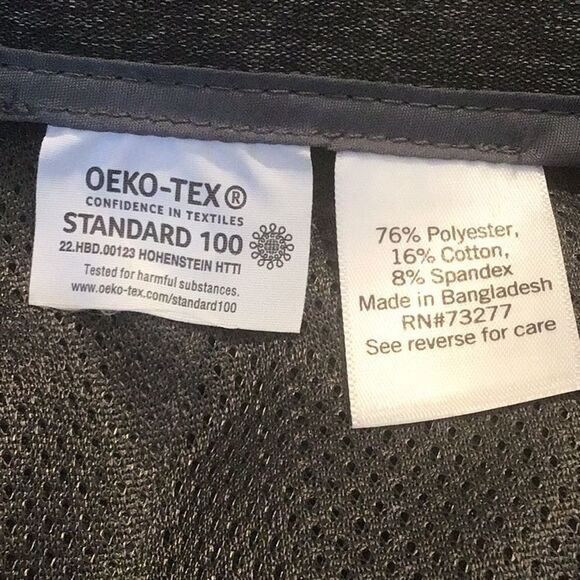 OEKO-TEX®
CONFIDENCE IN TEXTILES
STANDARD 100
22.HBD.00123 HOHENSTEIN HTTI
Tested for harmful substances.
www.oeko-tex.com/standard100
76% Polyester,
16% Cotton,
8% Spandex
Made in Bangladesh
RN#73277
See reverse for care